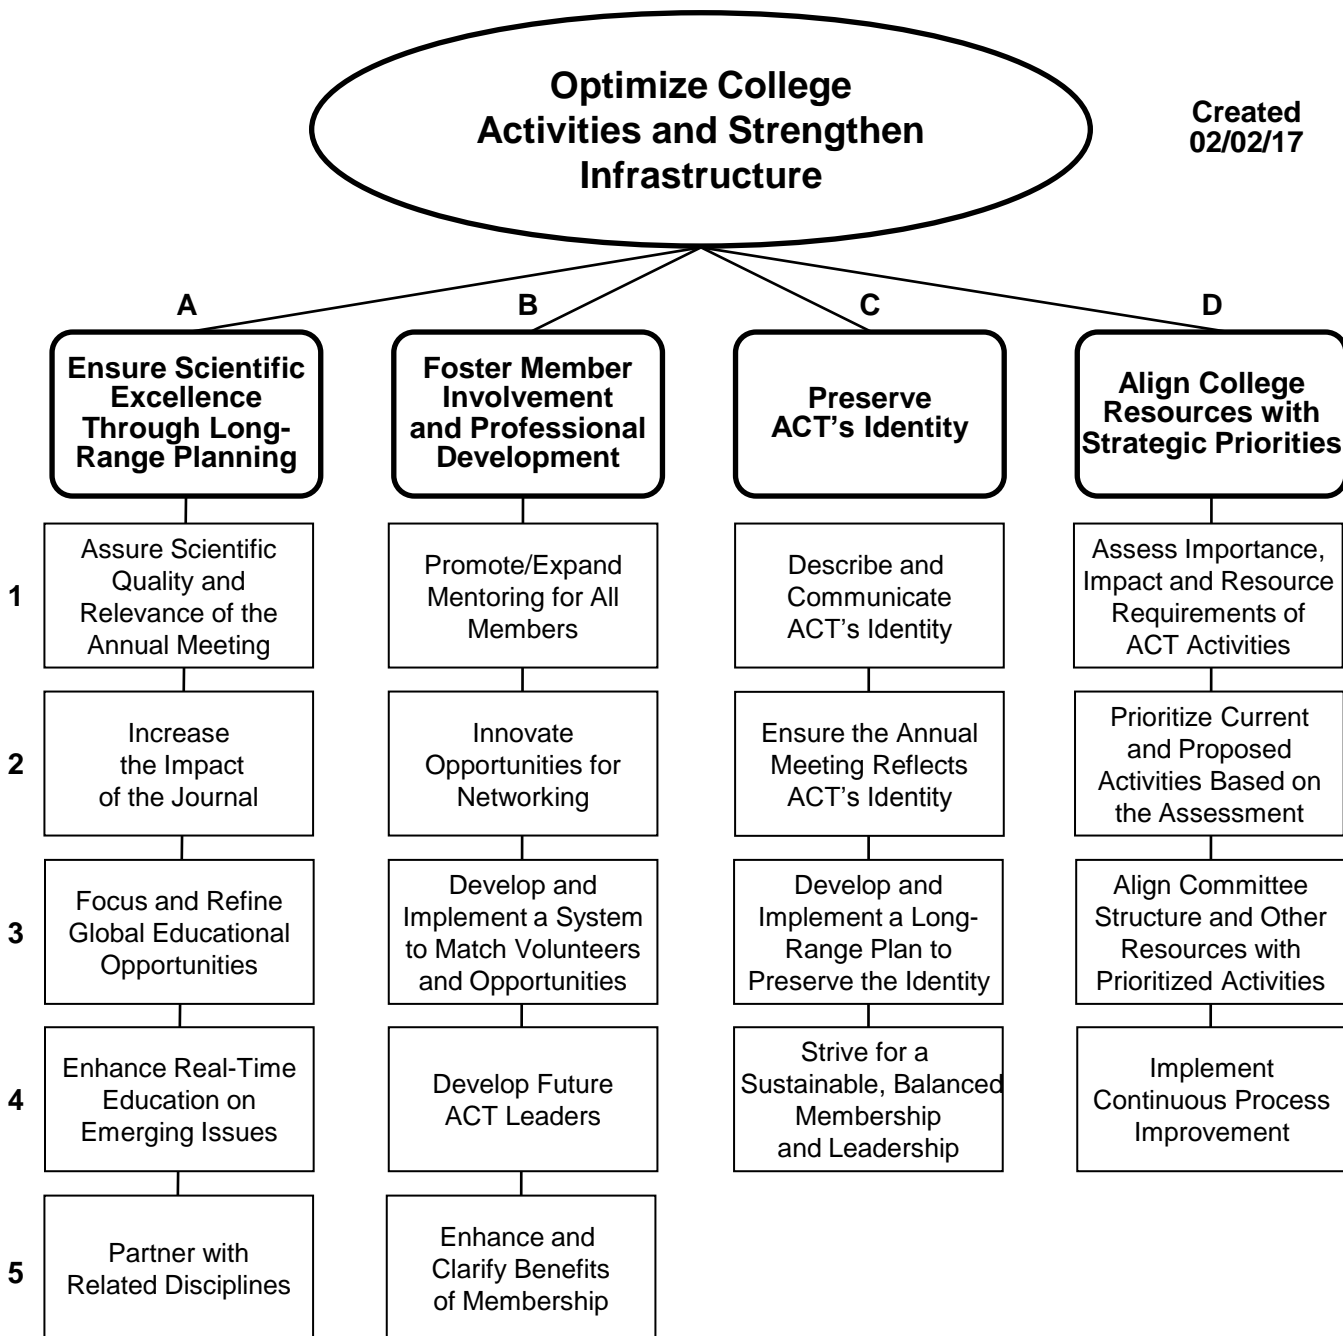 Optimize College
Activities and Strengthen
Infrastructure
Created
02/02/17
A
B
C
D
Ensure Scientific
Excellence
Through Long-
Range Planning
Foster Member
Involvement
and Professional
Development
Preserve
ACT’s Identity
Align College
Resources with
Strategic Priorities
1
Assure Scientific
Quality and
Relevance of the
Annual Meeting
Promote/Expand
Mentoring for All
Members
Describe and
Communicate
ACT’s Identity
Assess Importance,
Impact and Resource
Requirements of
ACT Activities
2
Increase
the Impact
of the Journal
Innovate
Opportunities for
Networking
Ensure the Annual
Meeting Reflects
ACT’s Identity
Prioritize Current
and Proposed
Activities Based on
the Assessment
3
Focus and Refine
Global Educational
Opportunities
Develop and
Implement a System
to Match Volunteers
and Opportunities
Develop and
Implement a Long-
Range Plan to
Preserve the Identity
Align Committee
Structure and Other
Resources with
Prioritized Activities
4
Enhance Real-Time
Education on
Emerging Issues
Develop Future
ACT Leaders
Strive for a
Sustainable, Balanced
Membership
and Leadership
Implement
Continuous Process
Improvement
5
Partner with
Related Disciplines
Enhance and
Clarify Benefits
of Membership